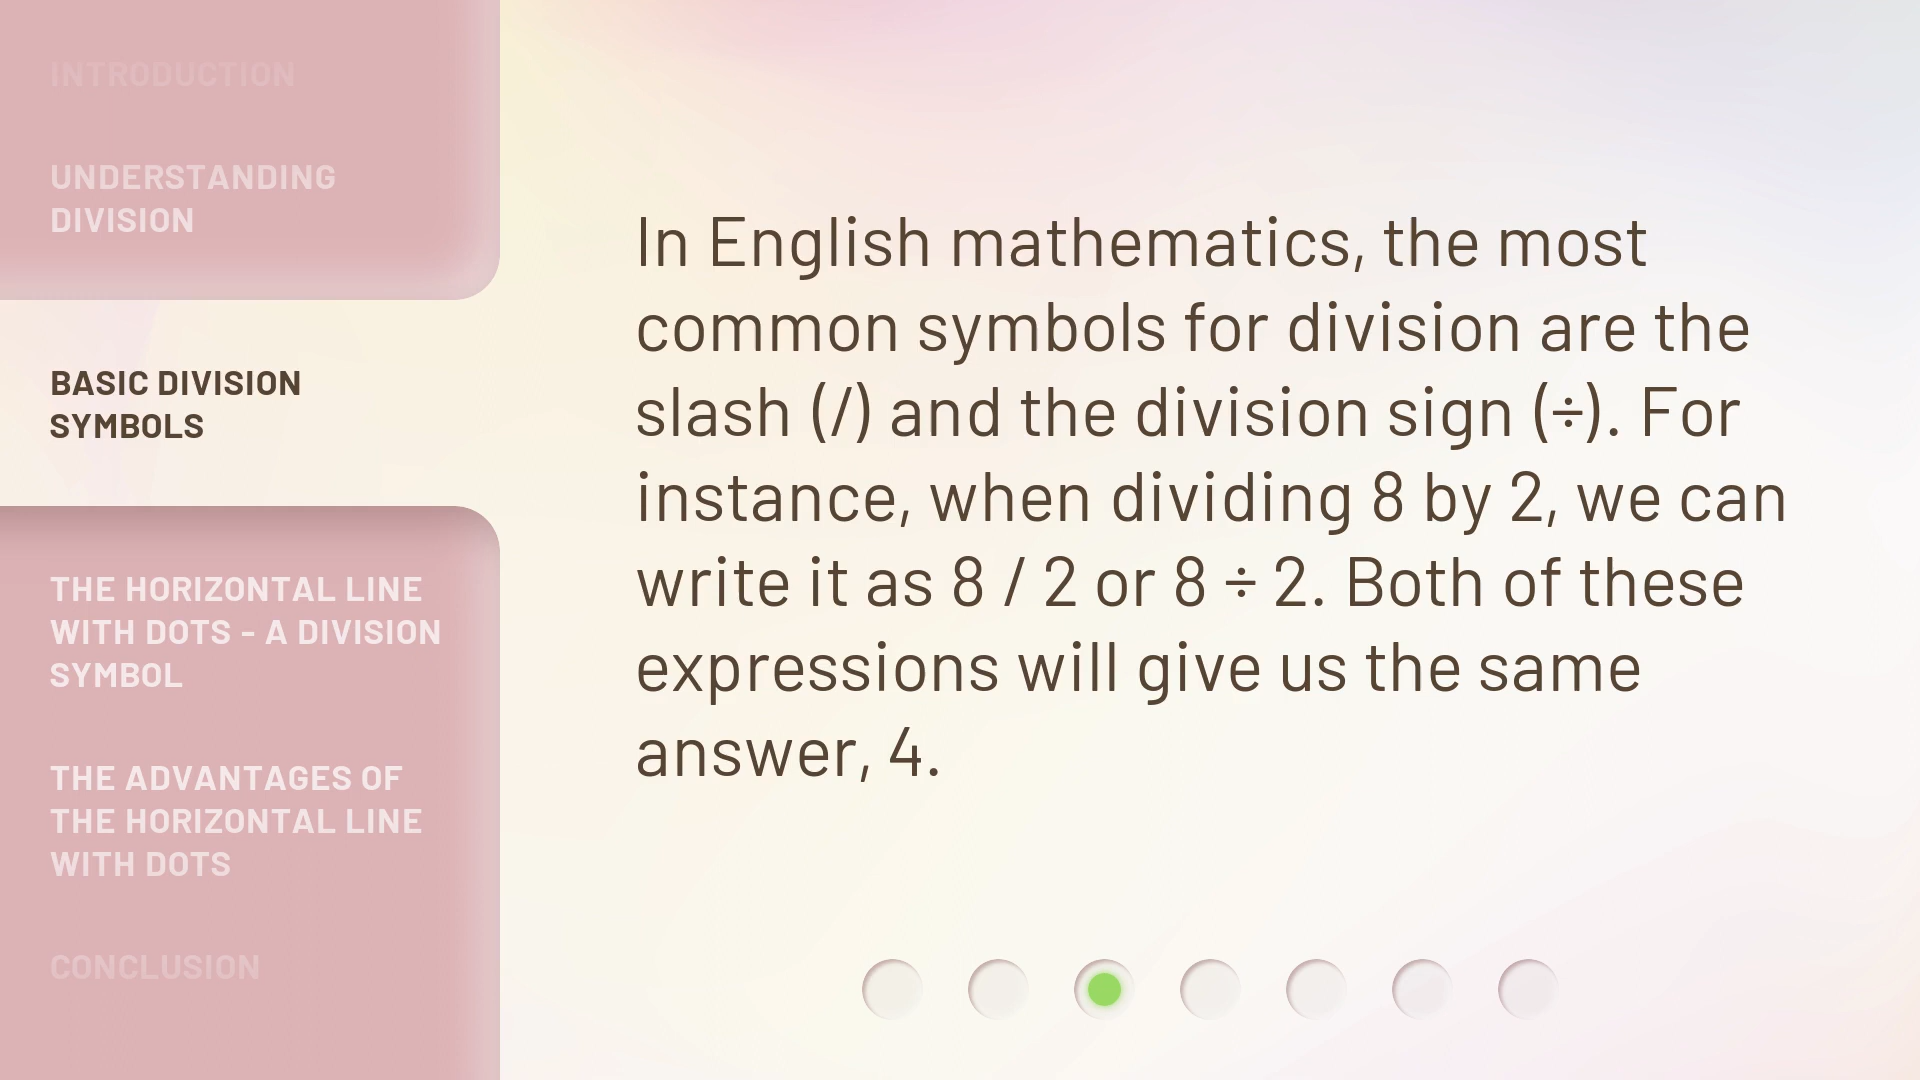 INTRODUCTION
UNDERSTANDING
DIVISION
BASIC DIVISION
SYMBOLS
THE HORIZONTAL LINE
WITH DOTS - A DIVISION
SYMBOL
THE ADVANTAGES OF
THE HORIZONTAL LINE
WITH DOTS
CONCLUSION
In English mathematics, the most
common symbols for division are the
slash (/) and the division sign (÷). For
instance, when dividing 8 by 2, we can
write it as 8 / 2 or 8 ÷ 2. Both of these
expressions will give us the same
answer, 4.